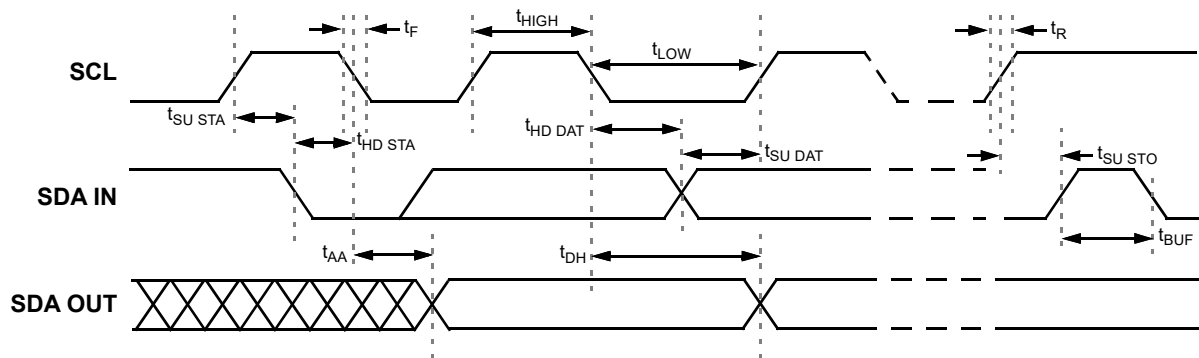 tF
tHIGH
tR
tLOW
SCL
tSU STA
tHD STA
tHD DAT
tSU DAT
tSU STO
SDA IN
tAA
tDH
tBUF
SDA OUT